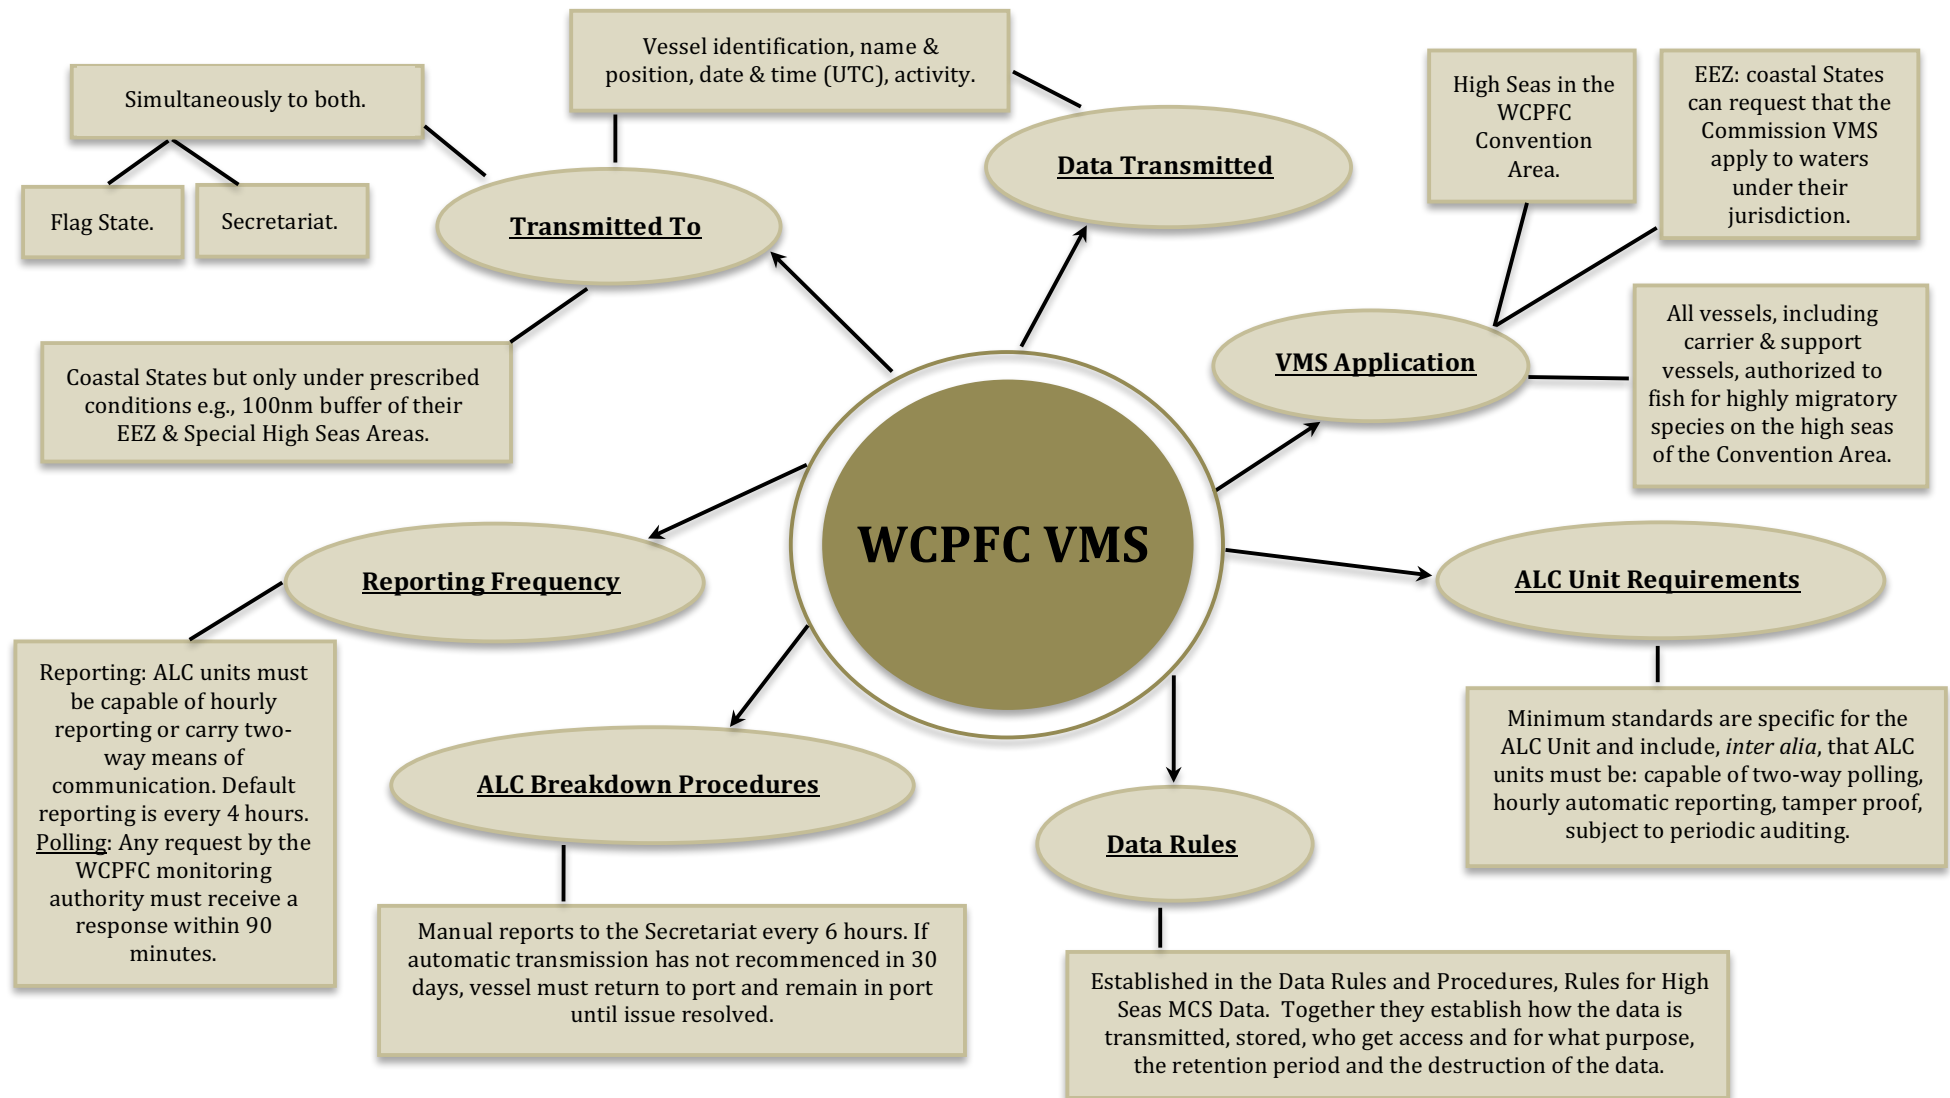 Vessel identification, name &
position, date & time (UTC), activity.
Simultaneously to both.
Flag State.
Secretariat.
Transmitted To
Data Transmitted
High Seas in the
WCPFC
Convention
Area.
EEZ: coastal States
can request that the
Commission VMS
apply to waters
under their
jurisdiction.
Coastal States but only under prescribed
conditions e.g., 100nm buffer of their
EEZ & Special High Seas Areas.
VMS Application
All vessels, including
carrier & support
vessels, authorized to
fish for highly migratory
species on the high seas
of the Convention Area.
WCPFC VMS
Reporting Frequency
Reporting: ALC units must
be capable of hourly
reporting or carry two-
way means of
communication. Default
reporting is every 4 hours.
Polling: Any request by the
WCPFC monitoring
authority must receive a
response within 90
minutes.
ALC Unit Requirements
Minimum standards are specific for the
ALC Unit and include, inter alia, that ALC
units must be: capable of two-way polling,
hourly automatic reporting, tamper proof,
subject to periodic auditing.
ALC Breakdown Procedures
Manual reports to the Secretariat every 6 hours. If
automatic transmission has not recommenced in 30
days, vessel must return to port and remain in port
until issue resolved.
Data Rules
Established in the Data Rules and Procedures, Rules for High
Seas MCS Data.  Together they establish how the data is
transmitted, stored, who get access and for what purpose,
the retention period and the destruction of the data.